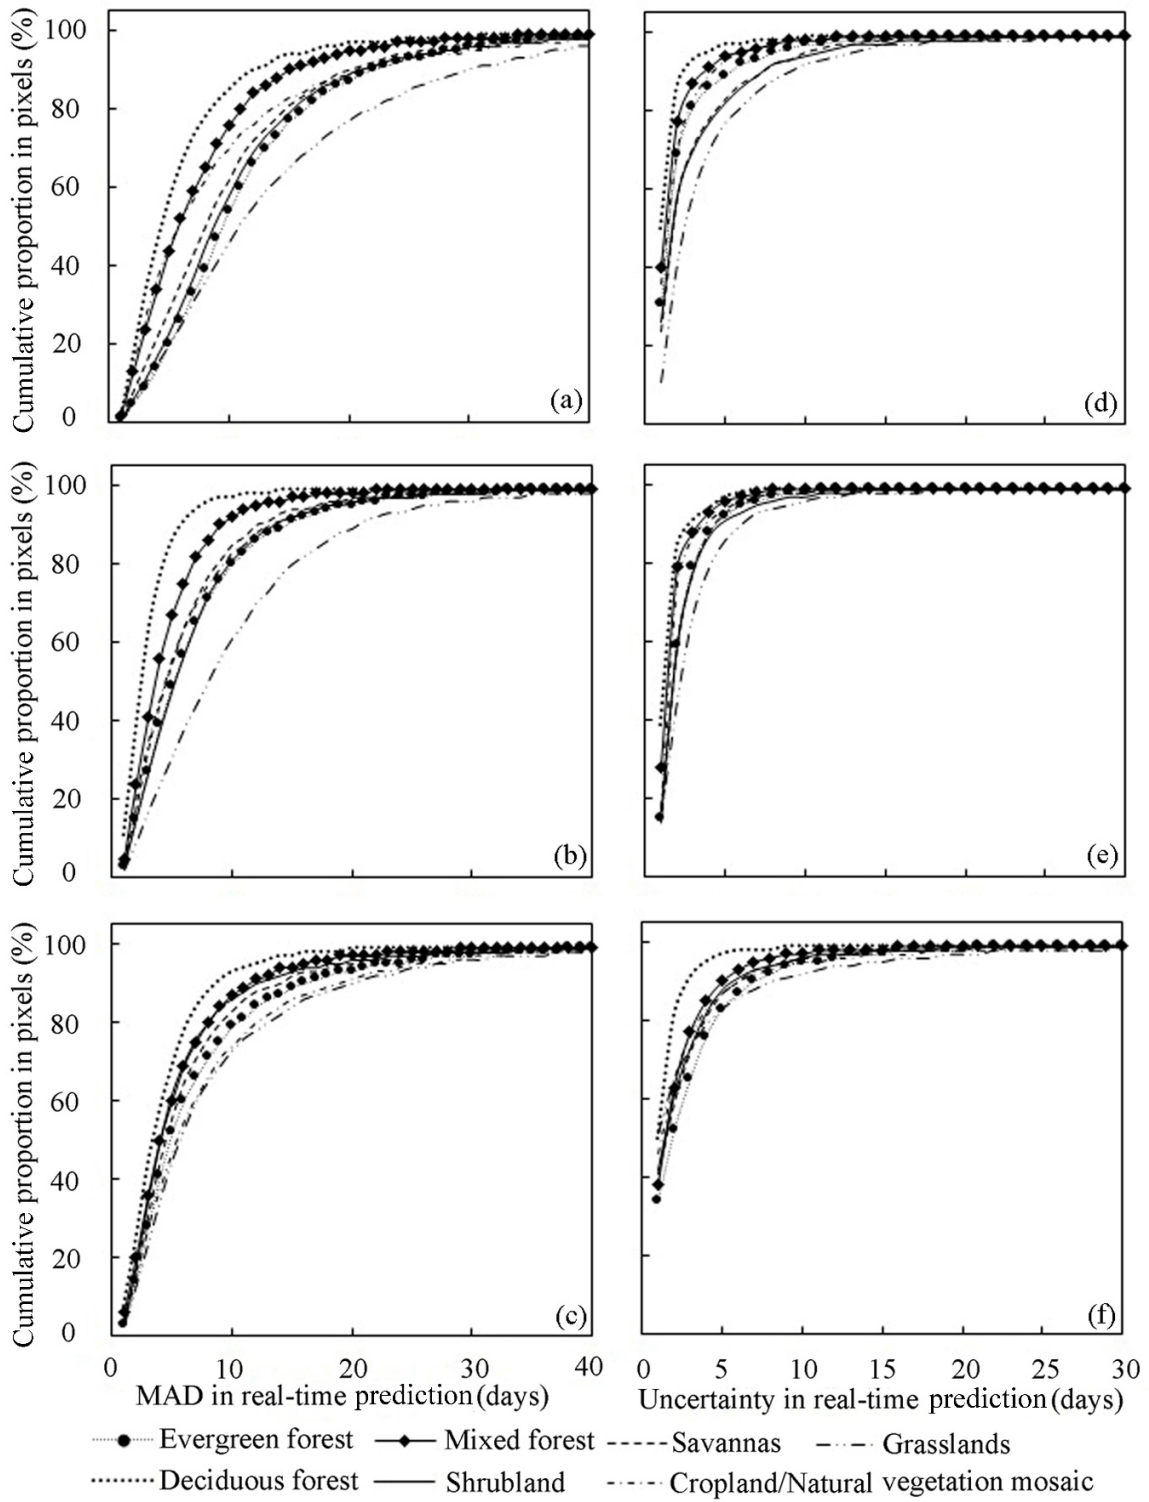 Cumulative proportion in pixels (%)
100
80
60
40
20
0
(a)
(d)
Cumulative proportion in pixels (%)
100
80
60
40
20
0
(b)
(e)
Cumulative proportion in pixels (%)
100
80
60
40
20
0
(c)
(f)
0 10 20 30 40
MAD in real-time prediction (days)
0 5 10 15 20 25 30
Uncertainty in real-time prediction (days)
Evergreen forest Mixed forest Savannas Grasslands
Deciduous forest Shrubland Cropland/Natural vegetation mosaic